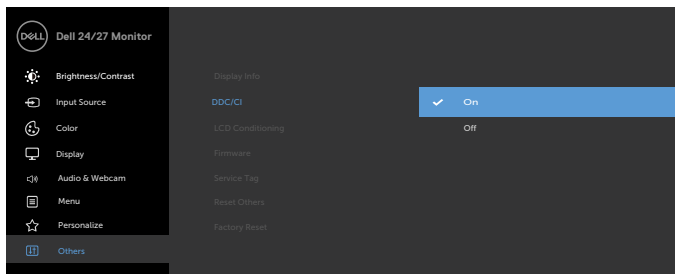 DELL
Dell 24/27 Monitor
Brightness/Contrast
Input Source
Color
Display
Audio & Webcam
Menu
Personalize
Others
Display Info
DDC/CI
LCD Conditioning
Firmware
Service Tag
Reset Others
Factory Reset
On
Off